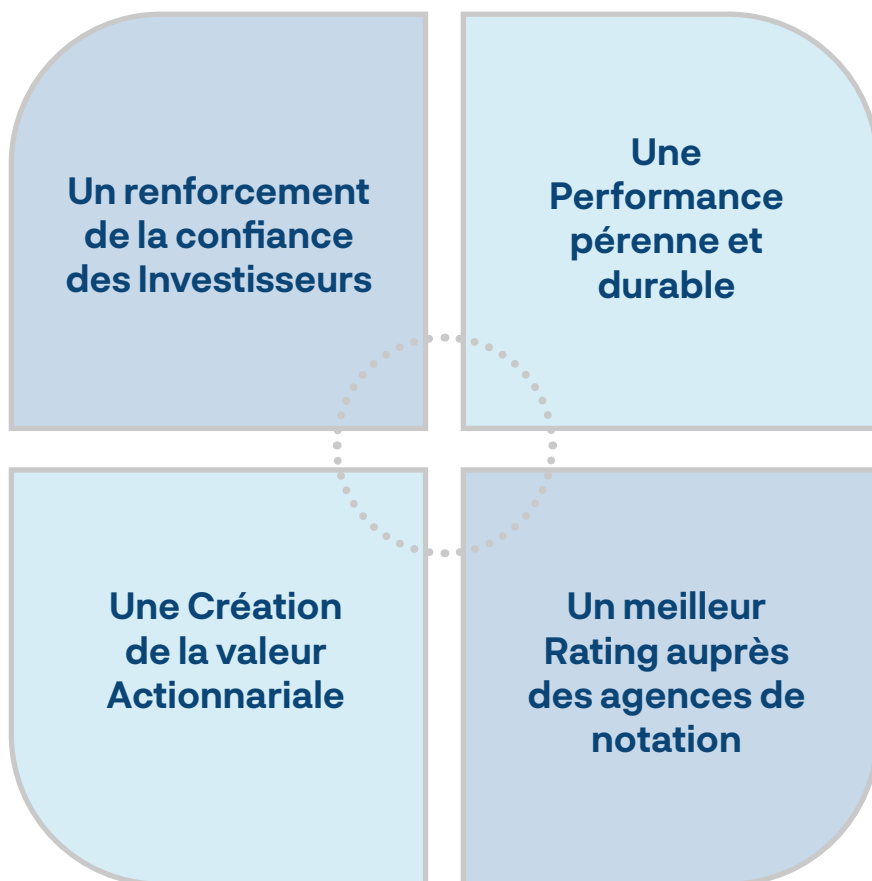 Un renforcement
de la confiance
des Investisseurs
Une
Performance
pérenne et
durable
Une Création
de la valeur
Actionnariale
Un meilleur
Rating auprès
des agences de
notation